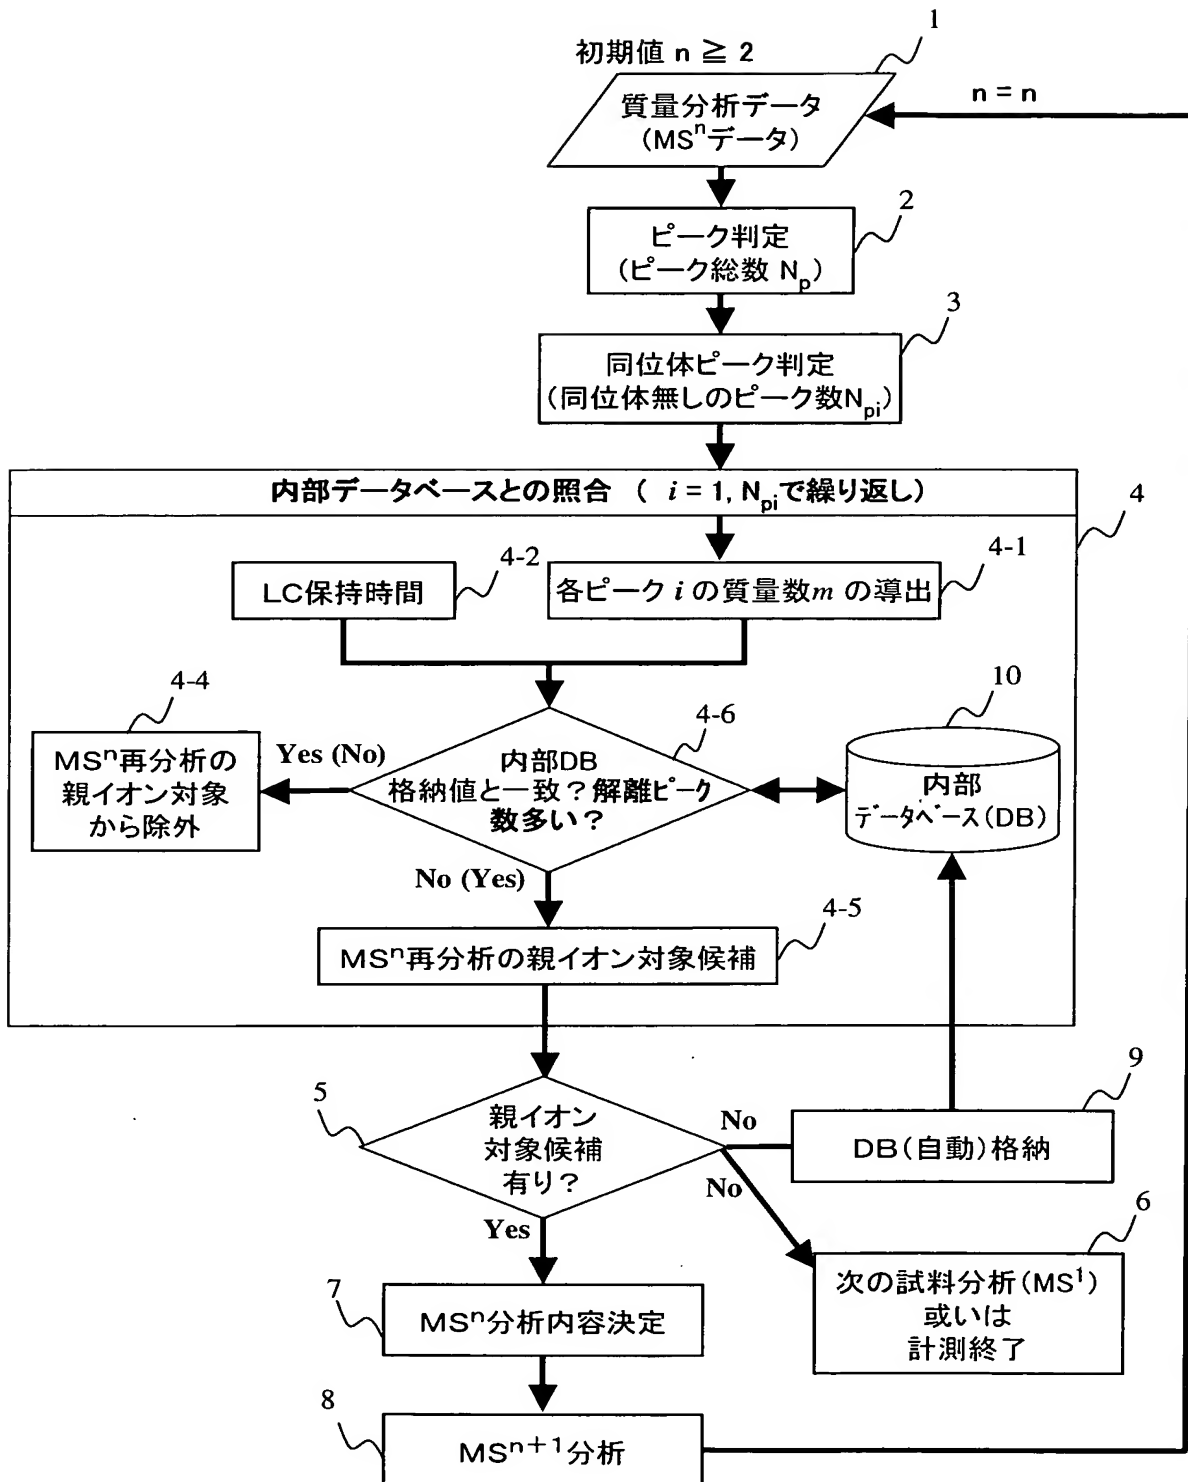 1
初期値 n ≧ 2
質量分析データ
(MSⁿデータ)
n = n
2
ピーク判定
(ピーク総数 Np)
3
同位体ピーク判定
(同位体無しのピーク数Npi)
内部データベースとの照合 ( i = 1, Npiで繰り返し)
4
4-2
LC保持時間
4-1
各ピーク i の質量数m の導出
4-4
MSⁿ再分析の
親イオン対象
から除外
Yes (No)
4-6
内部DB
格納値と一致?解離ピーク
数多い?
10
内部
データベース(DB)
No (Yes)
4-5
MSⁿ再分析の親イオン対象候補
5
親イオン
対象候補
有り?
No
9
DB(自動)格納
No
6
次の試料分析(MS¹)
或いは
計測終了
Yes
7
MSⁿ分析内容決定
8
MSⁿ⁺¹分析